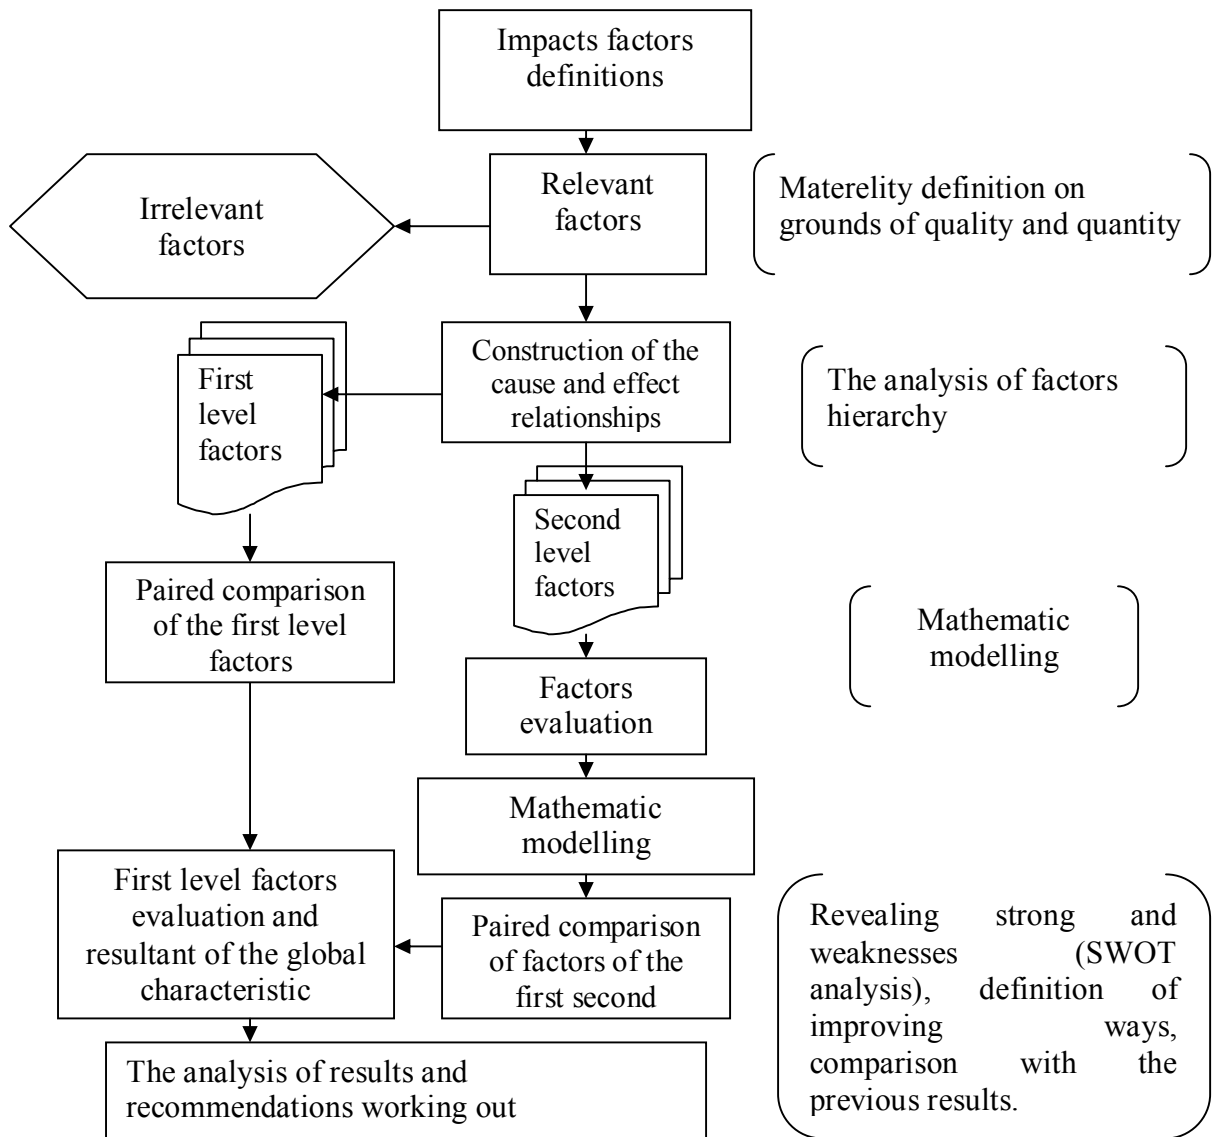 Impacts factors
definitions
Irrelevant
factors
Relevant
factors
Materelity definition on
grounds of quality and quantity
First
level
factors
Construction of the
cause and effect
relationships
The analysis of factors
hierarchy
Second
level
factors
Paired comparison
of the first level
factors
Mathematic
modelling
Factors
evaluation
Mathematic
modelling
First level factors
evaluation and
resultant of the global
characteristic
Paired comparison
of factors of the
first second
Revealing strong and
weaknesses (SWOT
analysis), definition of
improving ways,
comparison with the
previous results.
The analysis of results and
recommendations working out